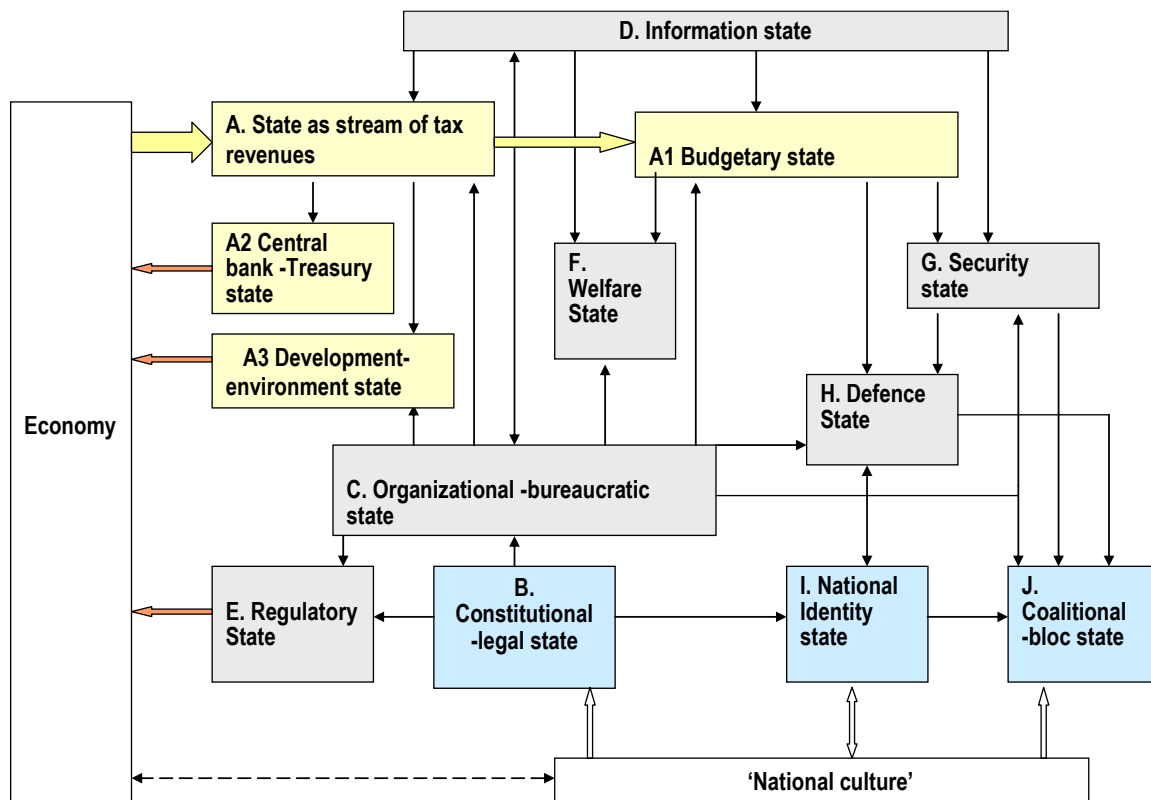 D. Information state
A. State as stream of tax
revenues
A1 Budgetary state
A2 Central
bank -Treasury
state
F.
Welfare
State
G. Security
state
A3 Development-
environment state
H. Defence
State
Economy
C. Organizational -bureaucratic
state
E. Regulatory
State
B.
Constitutional
-legal state
I. National
Identity
state
J.
Coalitional
-bloc state
‘National culture’